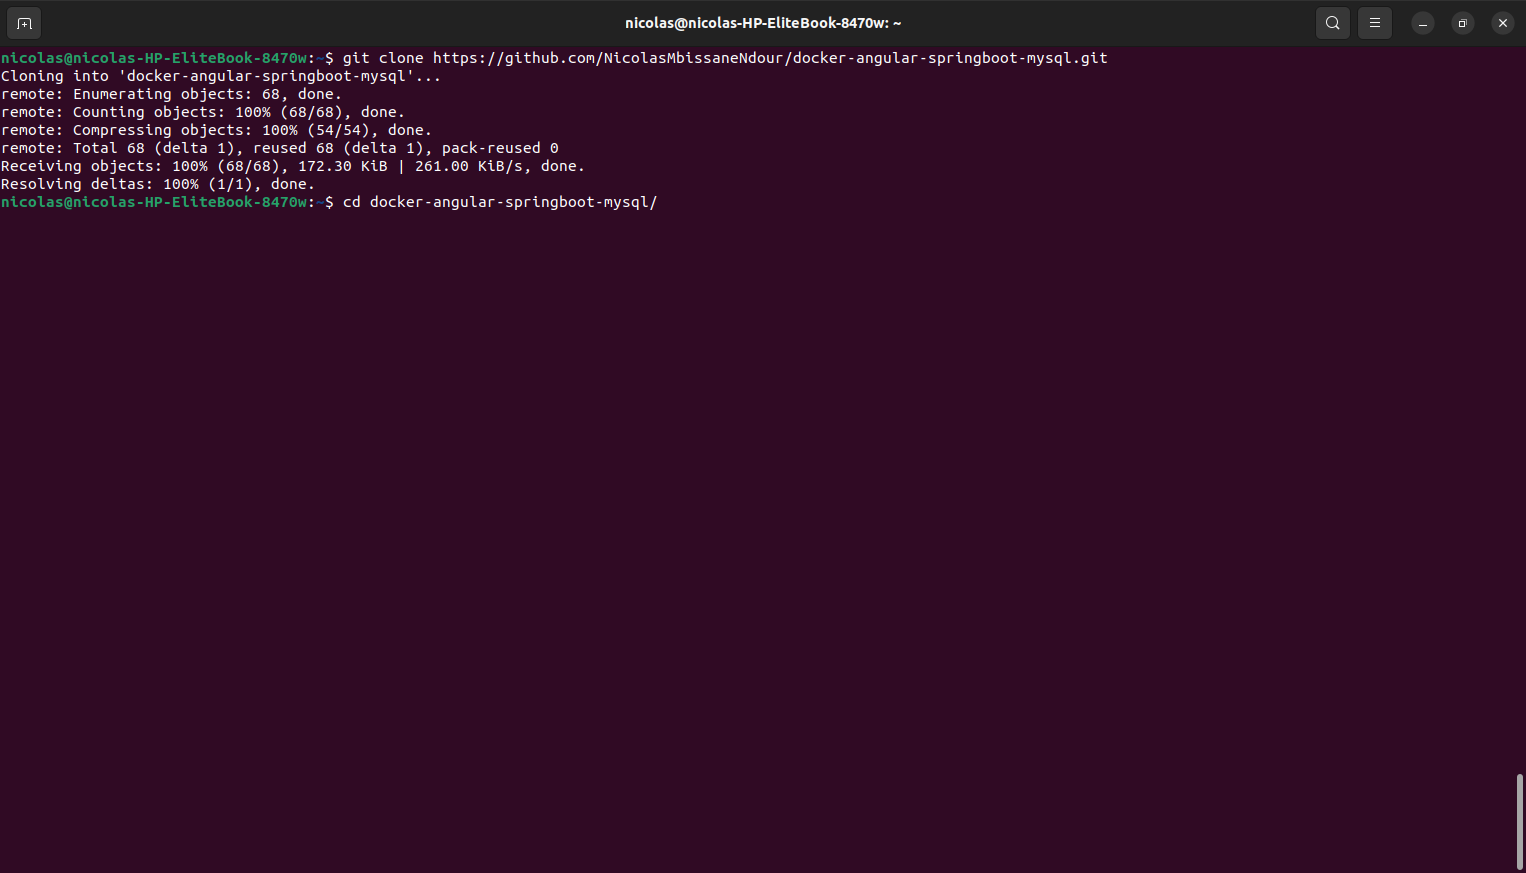 nicolas@nicolas-HP-EliteBook-8470w: ~
nicolas@nicolas-HP-EliteBook-8470w:~$ git clone https://github.com/NicolasMbissaneNdour/docker-angular-springboot-mysql.git
Cloning into 'docker-angular-springboot-mysql'...
remote: Enumerating objects: 68, done.
remote: Counting objects: 100% (68/68), done.
remote: Compressing objects: 100% (54/54), done.
remote: Total 68 (delta 1), reused 68 (delta 1), pack-reused 0
Receiving objects: 100% (68/68), 172.30 KiB | 261.00 KiB/s, done.
Resolving deltas: 100% (1/1), done.
nicolas@nicolas-HP-EliteBook-8470w:~$ cd docker-angular-springboot-mysql/